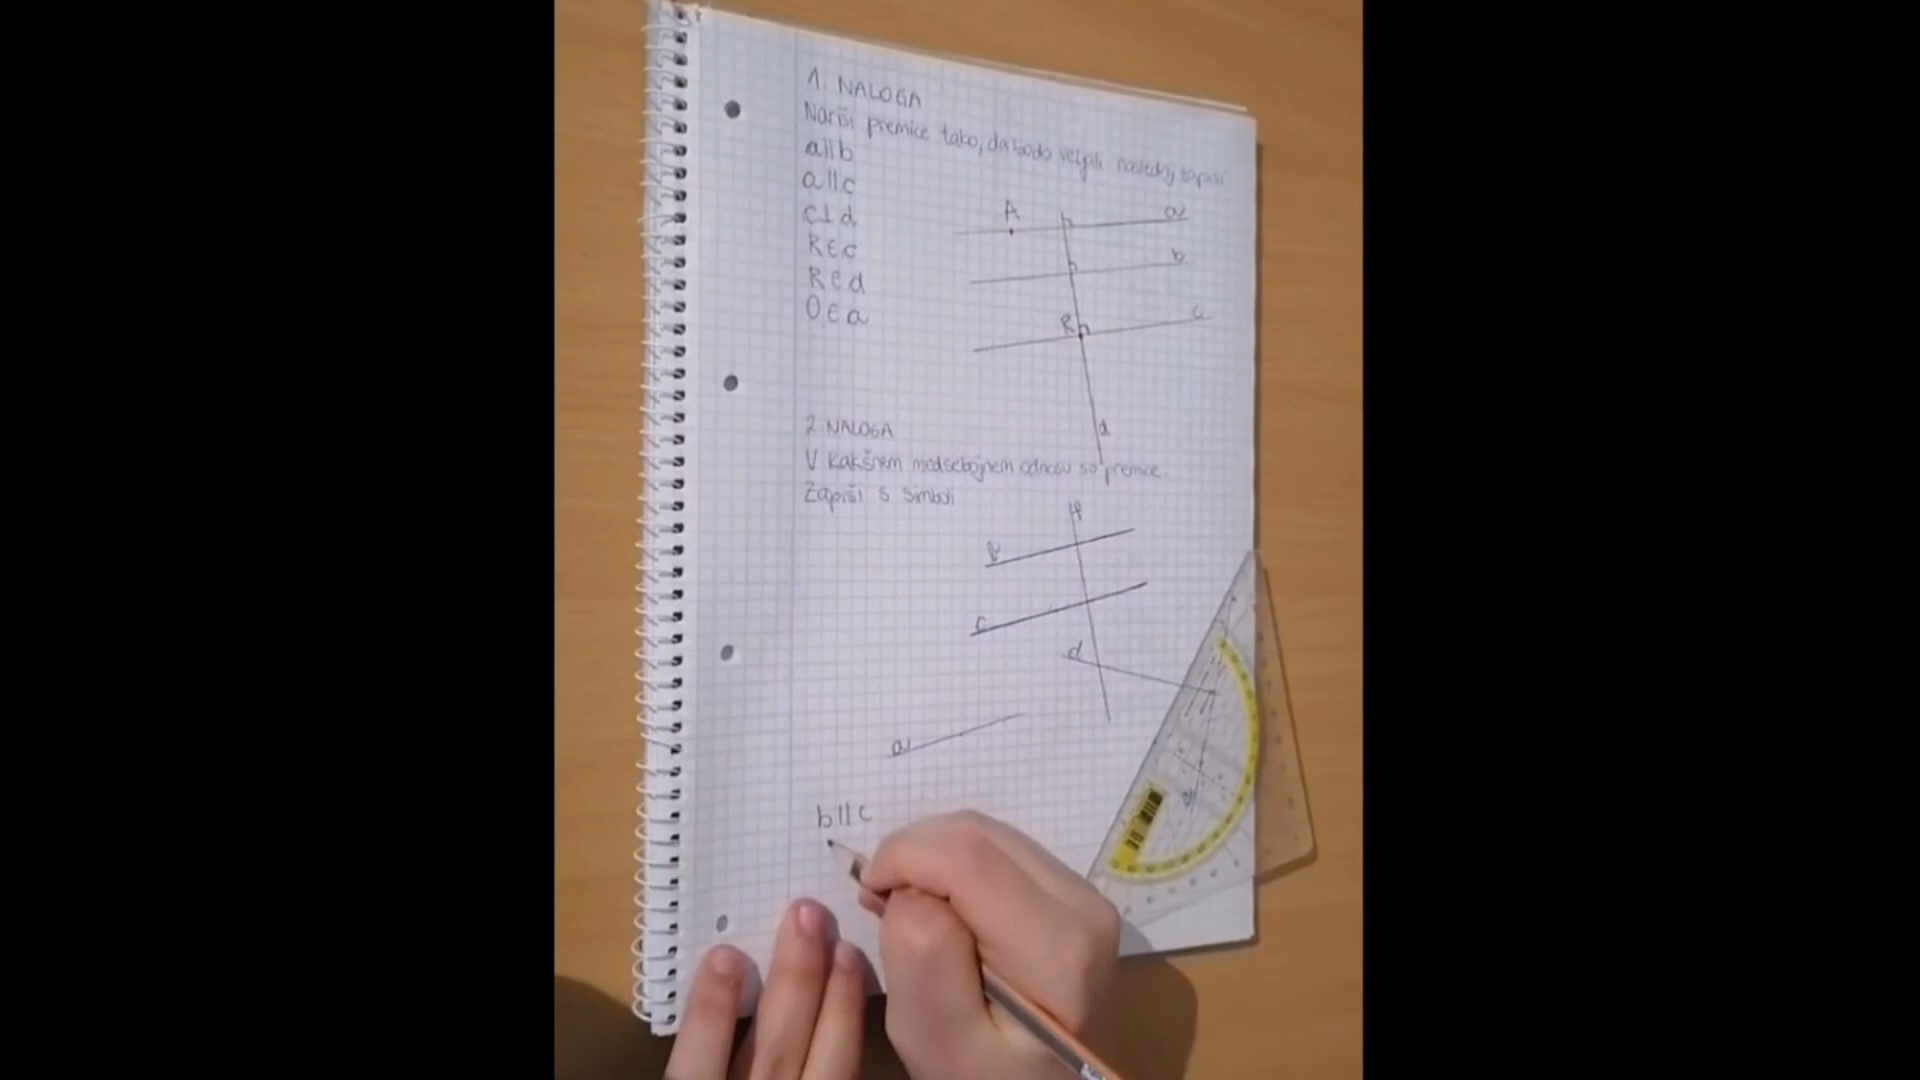 1. NALOGA
Nariši premice tako, da bodo veljali naslednji zapisi
a||b
a||c
c⊥d
R∈c
R∈d
O∈a
A
a
b
R
c
d
2 NALOGA
V kakšnem medsebojnem odnosu so premice
Zapiši s simboli
b
c
d
a
e
b||c